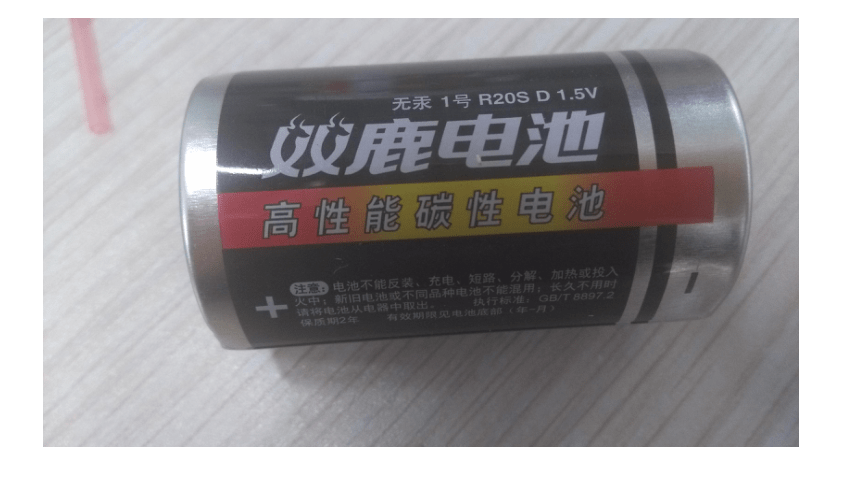 无汞 1号 R20S D 1.5V
双鹿电池
高性能碳性电池
注意: 电池不能反装、充电、短路、分解、加热或投入
火中；新旧电池或不同品种电池不能混用；长久不用时
请将电池从电器中取出。 执行标准：GB/T 8897.2
保质期2年 有效期限见电池底部（年-月）
+
-